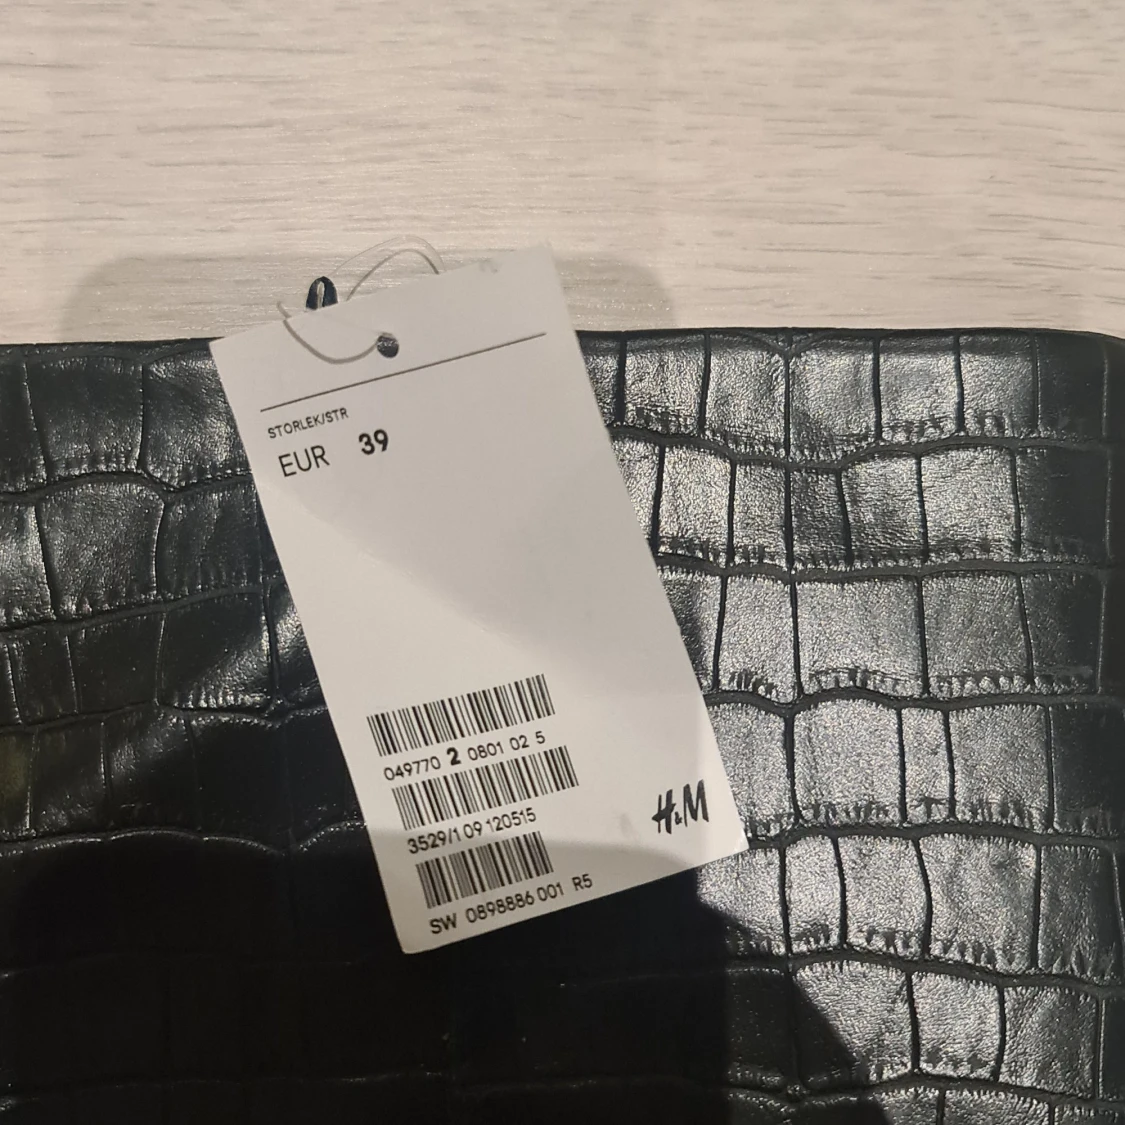 STORLEK/STR
EUR 39
049770 2 0801 02 5
3529/1 09 120515
H&M
SW 0898886 001 R5